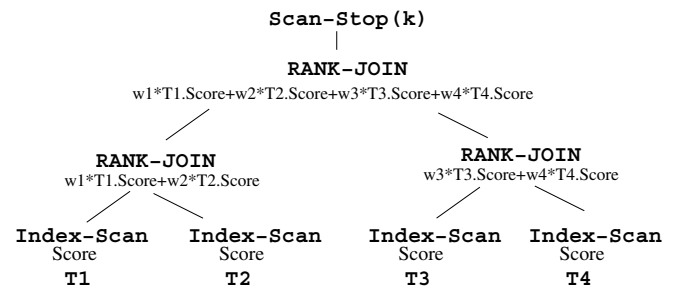 Scan-Stop(k)
RANK-JOIN
w1*T1.Score+w2*T2.Score+w3*T3.Score+w4*T4.Score
RANK-JOIN
w1*T1.Score+w2*T2.Score
RANK-JOIN
w3*T3.Score+w4*T4.Score
Index-Scan
Score
T1
Index-Scan
Score
T2
Index-Scan
Score
T3
Index-Scan
Score
T4